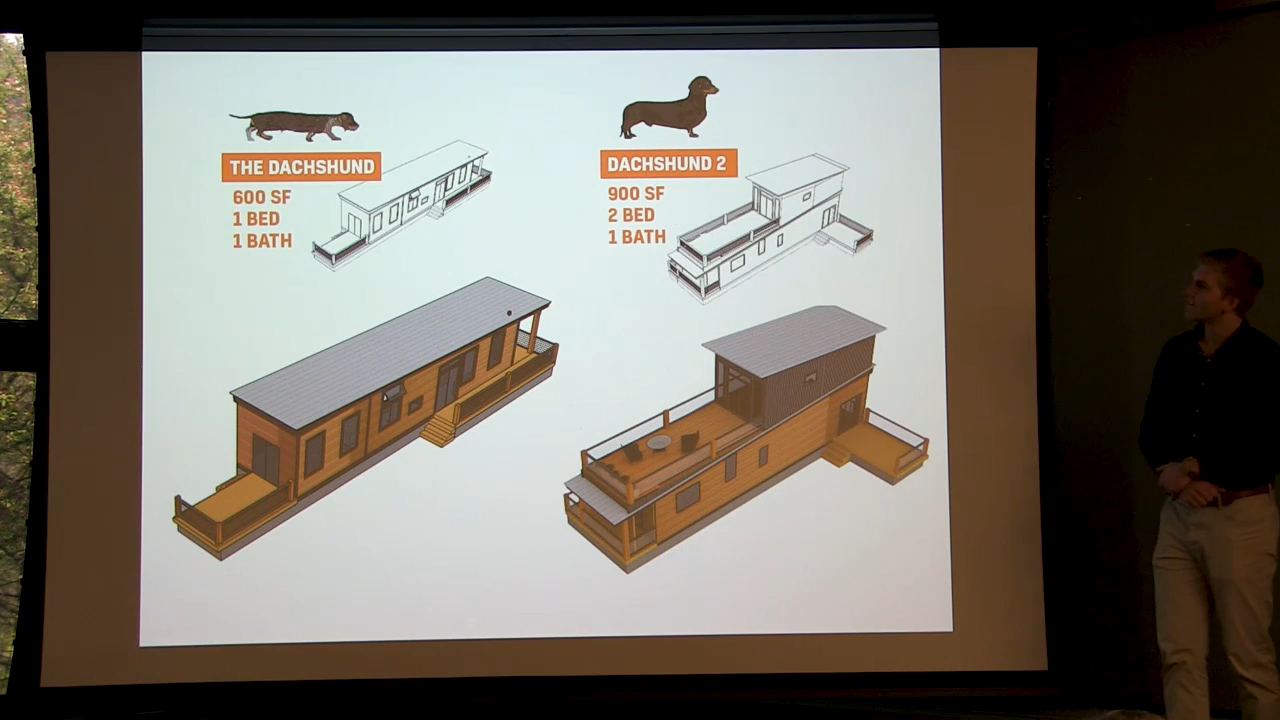 THE DACHSHUND
600 SF
1 BED
1 BATH
DACHSHUND 2
900 SF
2 BED
1 BATH